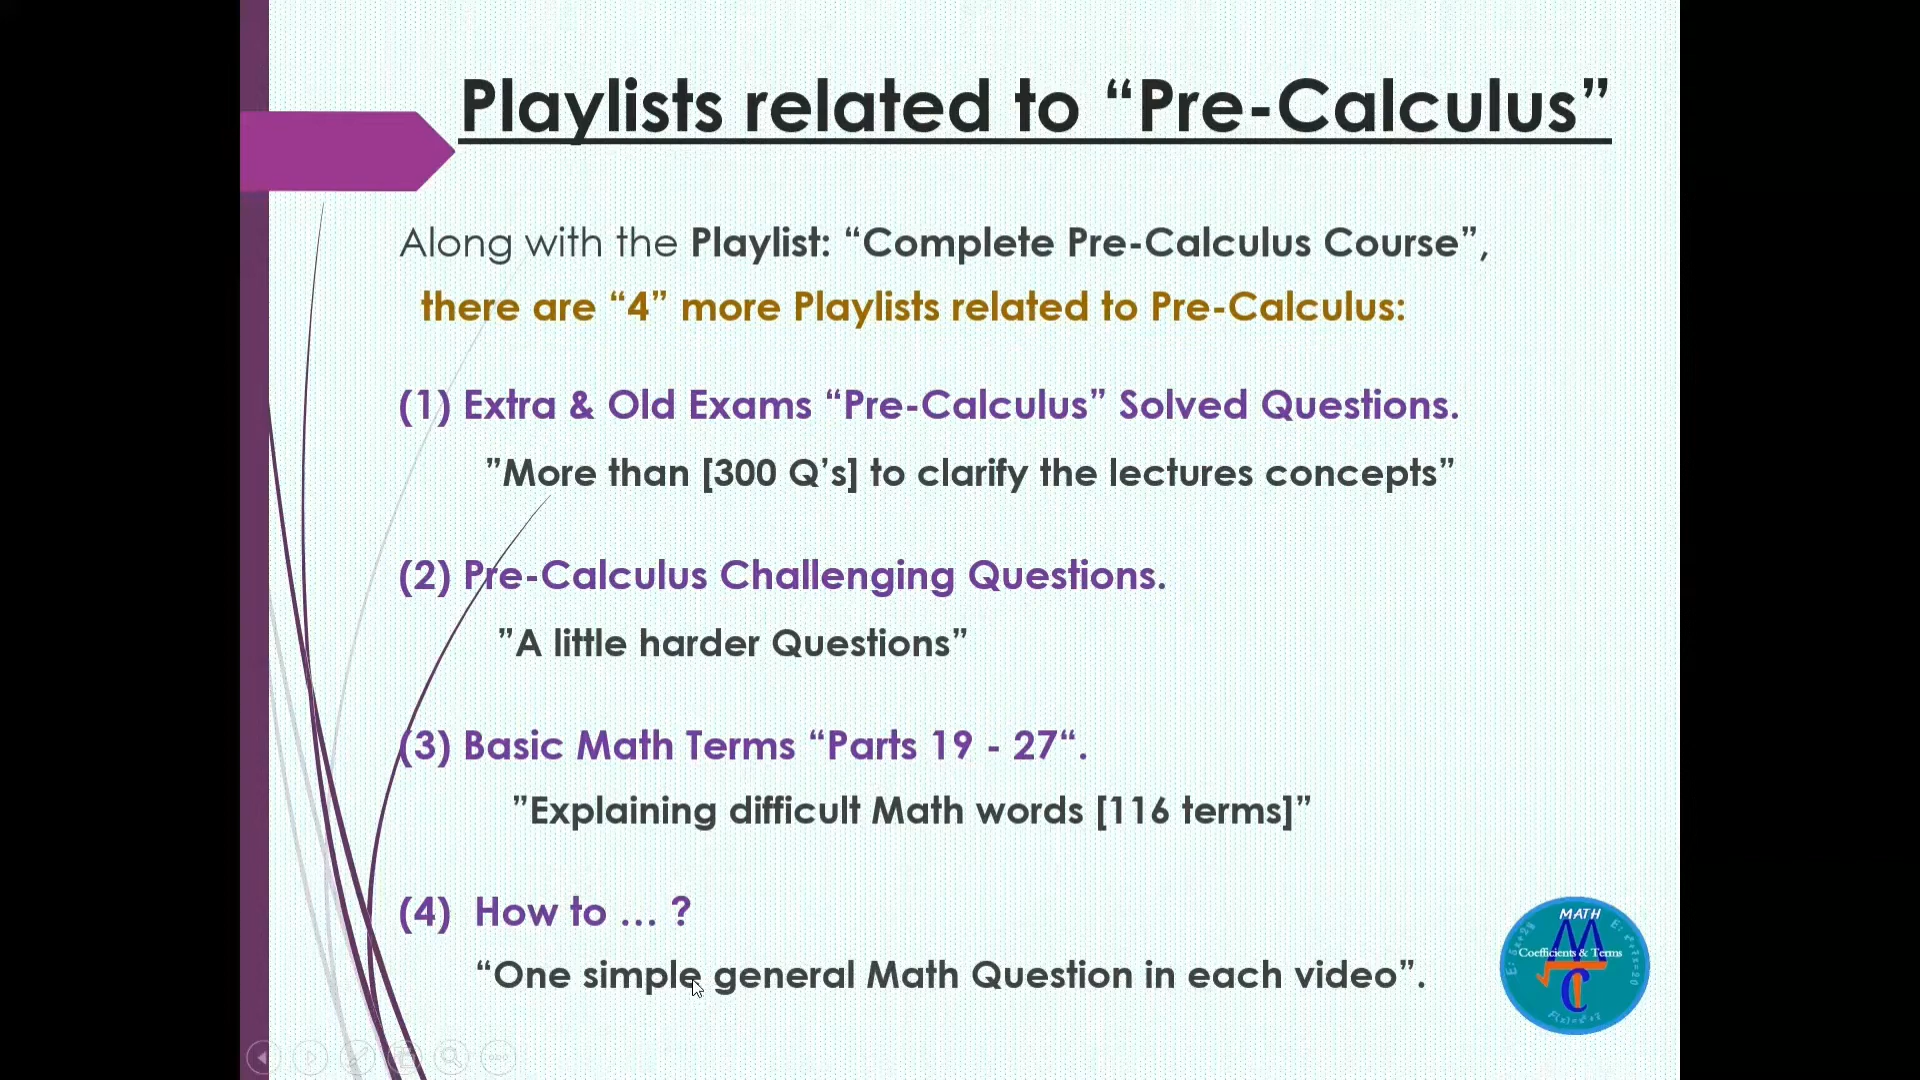 Playlists related to “Pre-Calculus”
Along with the Playlist: “Complete Pre-Calculus Course”,
there are “4” more Playlists related to Pre-Calculus:
(1) Extra & Old Exams “Pre-Calculus” Solved Questions.
”More than [300 Q’s] to clarify the lectures concepts”
(2) Pre-Calculus Challenging Questions.
”A little harder Questions”
(3) Basic Math Terms “Parts 19 - 27“.
”Explaining difficult Math words [116 terms]”
(4) How to … ?
“One simple general Math Question in each video”.
MATH
M
Coefficients & Terms
C